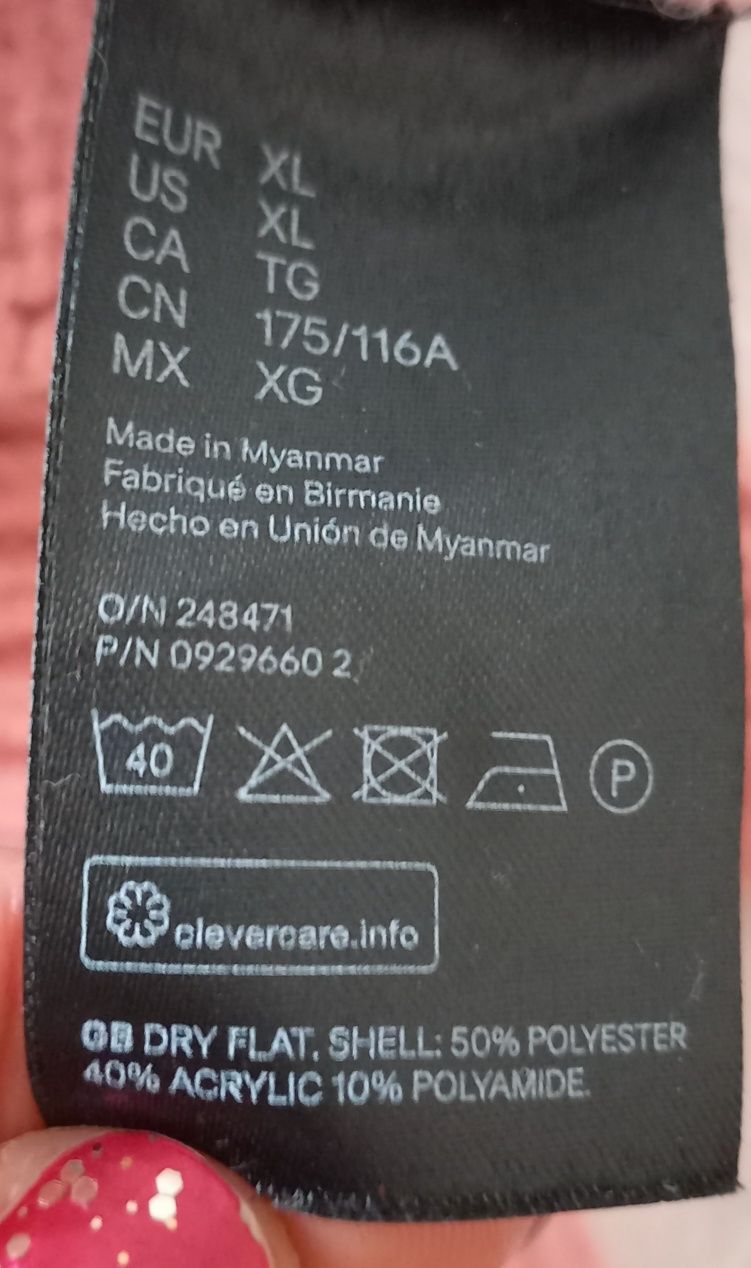 EUR XL
US XL
CA TG
CN 175/116A
MX XG
Made in Myanmar
Fabriqué en Birmanie
Hecho en Unión de Myanmar
O/N 248471
P/N 0929660 2
40
P
clevercare.info
GB DRY FLAT. SHELL: 50% POLYESTER
40% ACRYLIC 10% POLYAMIDE.